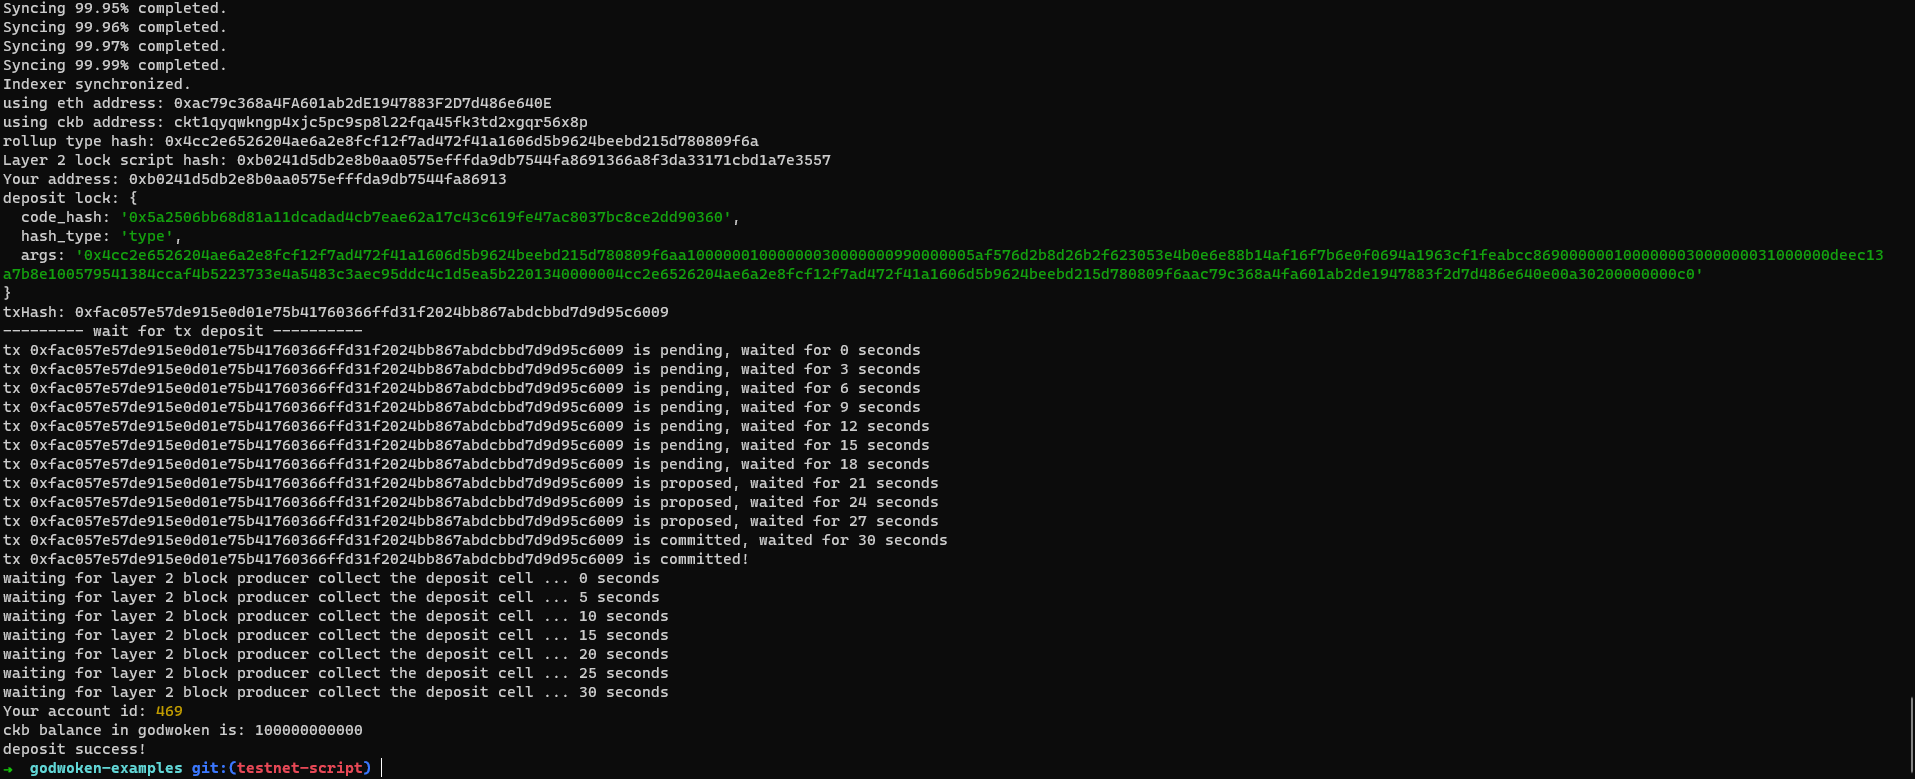 Syncing 99.95% completed.
Syncing 99.96% completed.
Syncing 99.97% completed.
Syncing 99.99% completed.
Indexer synchronized.
using eth address: 0xac79c368a4FA601ab2dE1947883F2D7d486e640E
using ckb address: ckt1qyqwkngp4xjc5pc9sp8l22fqa45fk3td2xgqr56x8p
rollup type hash: 0x4cc2e6526204ae6a2e8fcf12f7ad472f41a1606d5b9624beebd215d780809f6a
Layer 2 lock script hash: 0xb0241d5db2e8b0aa0575efffda9db7544fa8691366a8f3da33171cbd1a7e3557
Your address: 0xb0241d5db2e8b0aa0575efffda9db7544fa86913
deposit lock: {
  code_hash: '0x5a2506bb68d81a11dcadad4cb7eae62a17c43c619fe47ac8037bc8ce2dd90360',
  hash_type: 'type',
  args: '0x4cc2e6526204ae6a2e8fcf12f7ad472f41a1606d5b9624beebd215d780809f6aa10000001000000030000000990000005af576d2b8d26b2f623053e4b0e6e88b14af16f7b6e0f0694a1963cf1feabcc86900000001000000030000000031000000deec13
a7b8e100579541384ccaf4b5223733e4a5483c3aec95ddc4c1d5ea5b2201340000004cc2e6526204ae6a2e8fcf12f7ad472f41a1606d5b9624beebd215d780809f6aac79c368a4fa601ab2de1947883f2d7d486e640e00a30200000000c0'
}
txHash: 0xfac057e57de915e0d01e75b41760366ffd31f2024bb867abdcbbd7d9d95c6009
--------- wait for tx deposit ----------
tx 0xfac057e57de915e0d01e75b41760366ffd31f2024bb867abdcbbd7d9d95c6009 is pending, waited for 0 seconds
tx 0xfac057e57de915e0d01e75b41760366ffd31f2024bb867abdcbbd7d9d95c6009 is pending, waited for 3 seconds
tx 0xfac057e57de915e0d01e75b41760366ffd31f2024bb867abdcbbd7d9d95c6009 is pending, waited for 6 seconds
tx 0xfac057e57de915e0d01e75b41760366ffd31f2024bb867abdcbbd7d9d95c6009 is pending, waited for 9 seconds
tx 0xfac057e57de915e0d01e75b41760366ffd31f2024bb867abdcbbd7d9d95c6009 is pending, waited for 12 seconds
tx 0xfac057e57de915e0d01e75b41760366ffd31f2024bb867abdcbbd7d9d95c6009 is pending, waited for 15 seconds
tx 0xfac057e57de915e0d01e75b41760366ffd31f2024bb867abdcbbd7d9d95c6009 is pending, waited for 18 seconds
tx 0xfac057e57de915e0d01e75b41760366ffd31f2024bb867abdcbbd7d9d95c6009 is proposed, waited for 21 seconds
tx 0xfac057e57de915e0d01e75b41760366ffd31f2024bb867abdcbbd7d9d95c6009 is proposed, waited for 24 seconds
tx 0xfac057e57de915e0d01e75b41760366ffd31f2024bb867abdcbbd7d9d95c6009 is proposed, waited for 27 seconds
tx 0xfac057e57de915e0d01e75b41760366ffd31f2024bb867abdcbbd7d9d95c6009 is committed, waited for 30 seconds
tx 0xfac057e57de915e0d01e75b41760366ffd31f2024bb867abdcbbd7d9d95c6009 is committed!
waiting for layer 2 block producer collect the deposit cell ... 0 seconds
waiting for layer 2 block producer collect the deposit cell ... 5 seconds
waiting for layer 2 block producer collect the deposit cell ... 10 seconds
waiting for layer 2 block producer collect the deposit cell ... 15 seconds
waiting for layer 2 block producer collect the deposit cell ... 20 seconds
waiting for layer 2 block producer collect the deposit cell ... 25 seconds
waiting for layer 2 block producer collect the deposit cell ... 30 seconds
Your account id: 469
ckb balance in godwoken is: 100000000000
deposit success!
→  godwoken-examples git:(testnet-script)